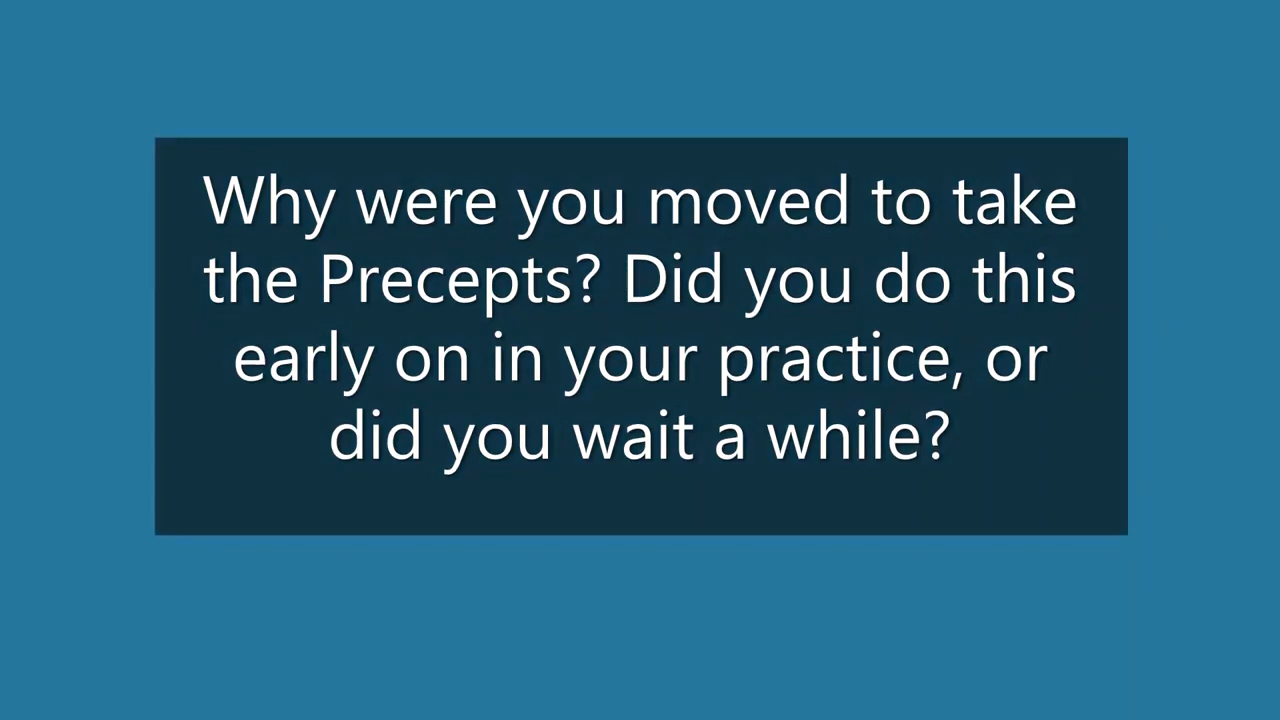 Why were you moved to take
the Precepts? Did you do this
early on in your practice, or
did you wait a while?